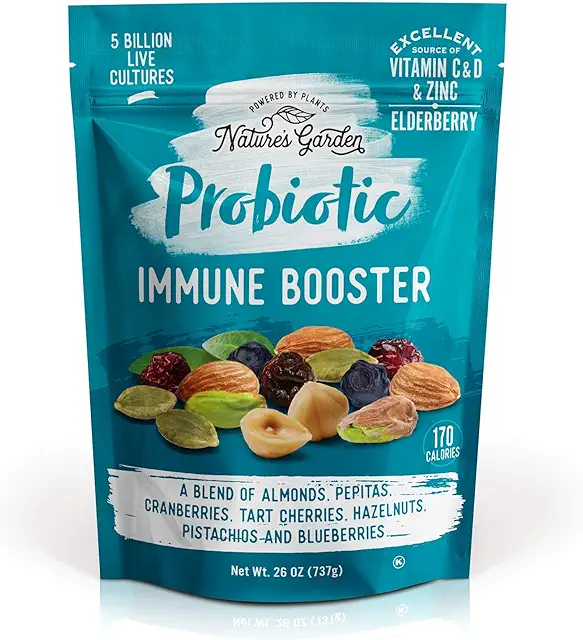 5 BILLION
LIVE
CULTURES
EXCELLENT
SOURCE OF
VITAMIN C&D
& ZINC
ELDERBERRY
POWERED BY PLANTS
Nature's Garden
Probiotic
IMMUNE BOOSTER
170
CALORIES
A BLEND OF ALMONDS, PEPITAS,
CRANBERRIES, TART CHERRIES, HAZELNUTS,
PISTACHIOS AND BLUEBERRIES
Net Wt. 26 OZ (737g)
K